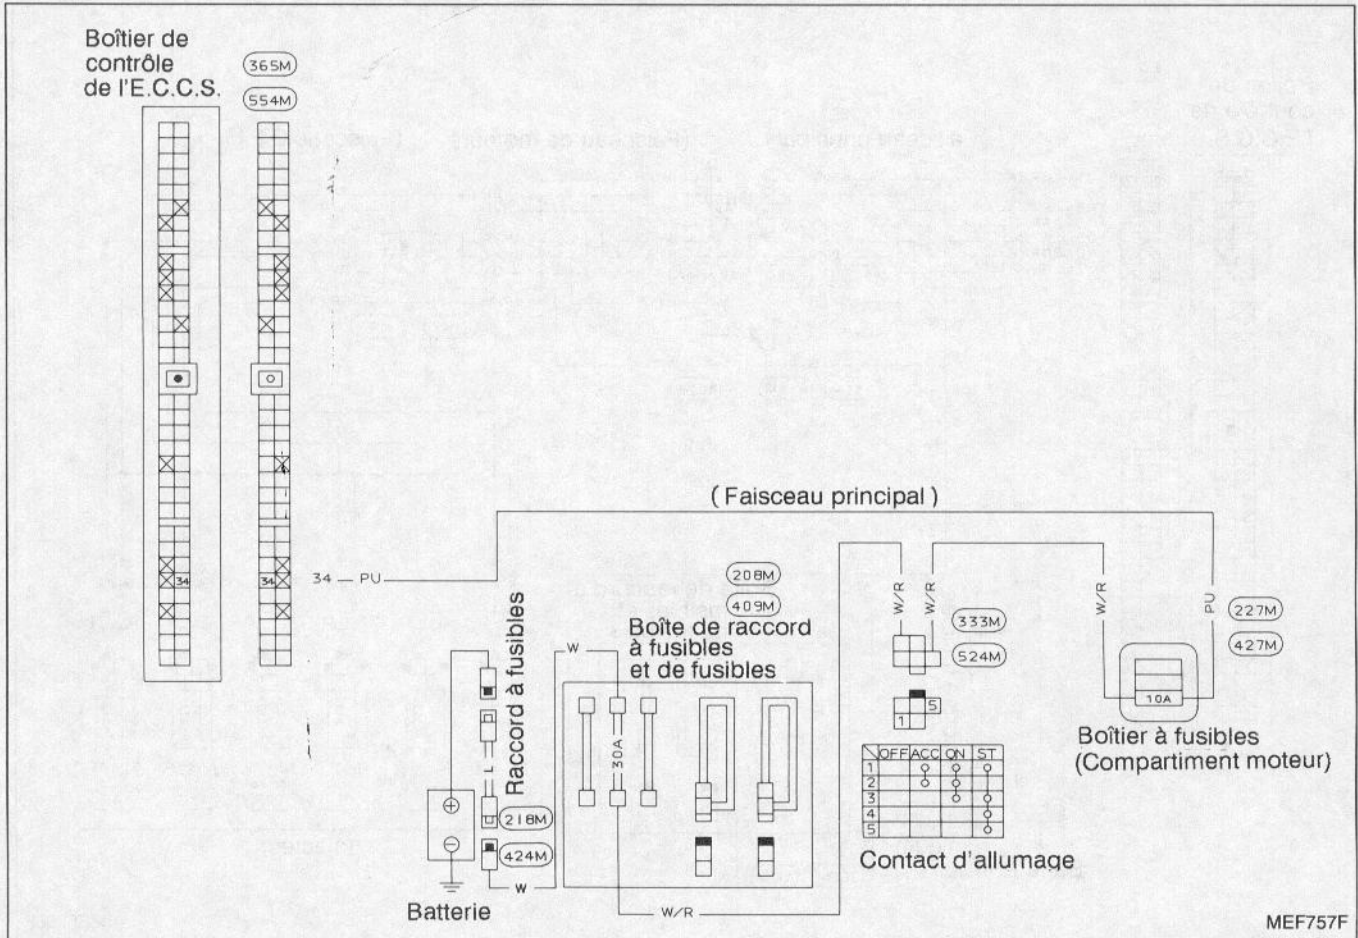 Boîtier de
contrôle
de l'E.C.C.S.
365M
554M
34
34
34
PU
(Faisceau principal)
208M
409M
Boîte de raccord
à fusibles
et de fusibles
Raccord à fusibles
L
W
30A
W/R
W/R
333M
524M
W/R
PU
227M
427M
10A
Boîtier à fusibles
(Compartiment moteur)
5
1
OFF ACC ON ST
1
2
3
4
5
Contact d'allumage
218M
424M
W
Batterie
W/R
MEF757F